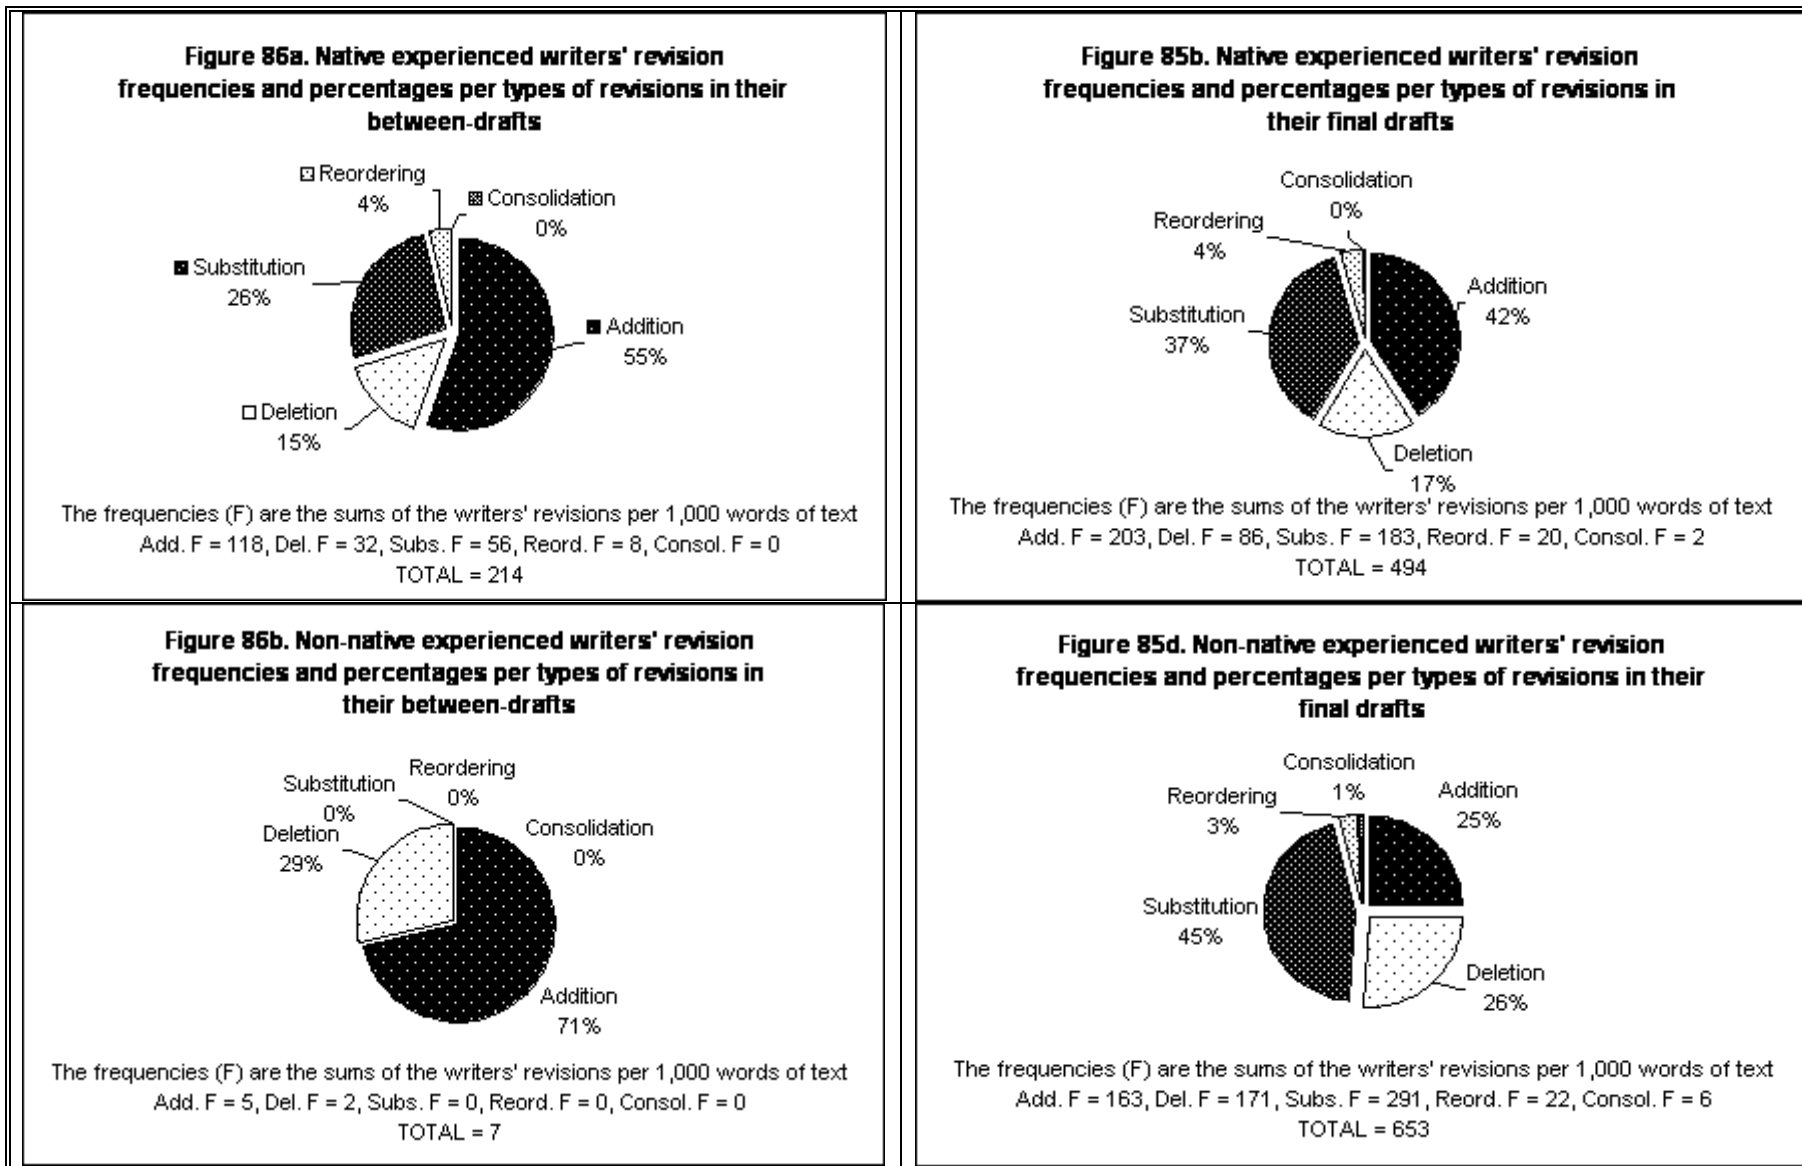 Figure 86a. Native experienced writers' revision
frequencies and percentages per types of revisions in their
between-drafts
Reordering
4%
Consolidation
0%
Substitution
26%
Addition
55%
Deletion
15%
The frequencies (F) are the sums of the writers' revisions per 1,000 words of text
Add. F = 118, Del. F = 32, Subs. F = 56, Reord. F = 8, Consol. F = 0
TOTAL = 214
Figure 85b. Native experienced writers' revision
frequencies and percentages per types of revisions in
their final drafts
Consolidation
0%
Reordering
4%
Addition
42%
Substitution
37%
Deletion
17%
The frequencies (F) are the sums of the writers' revisions per 1,000 words of text
Add. F = 203, Del. F = 86, Subs. F = 183, Reord. F = 20, Consol. F = 2
TOTAL = 494
Figure 86b. Non-native experienced writers' revision
frequencies and percentages per types of revisions in
their between-drafts
Reordering
0%
Substitution
0%
Deletion
29%
Consolidation
0%
Addition
71%
The frequencies (F) are the sums of the writers' revisions per 1,000 words of text
Add. F = 5, Del. F = 2, Subs. F = 0, Reord. F = 0, Consol. F = 0
TOTAL = 7
Figure 85d. Non-native experienced writers' revision
frequencies and percentages per types of revisions in their
final drafts
Consolidation
1%
Addition
25%
Reordering
3%
Substitution
45%
Deletion
26%
The frequencies (F) are the sums of the writers' revisions per 1,000 words of text
Add. F = 163, Del. F = 171, Subs. F = 291, Reord. F = 22, Consol. F = 6
TOTAL = 653